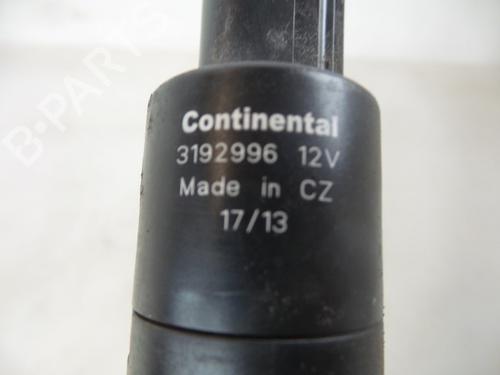 B-PARTS
Continental
3192996 12V
Made in CZ
17/13